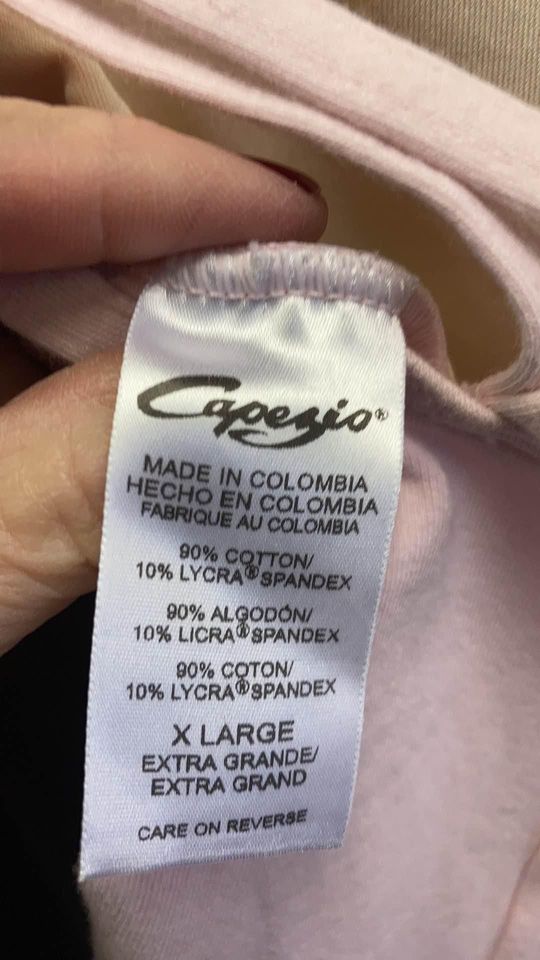 Capezio®
MADE IN COLOMBIA
HECHO EN COLOMBIA
FABRIQUE AU COLOMBIA
90% COTTON/
10% LYCRA® SPANDEX
90% ALGODÓN/
10% LICRA® SPANDEX
90% COTON/
10% LYCRA® SPANDEX
X LARGE
EXTRA GRANDE/
EXTRA GRAND
CARE ON REVERSE